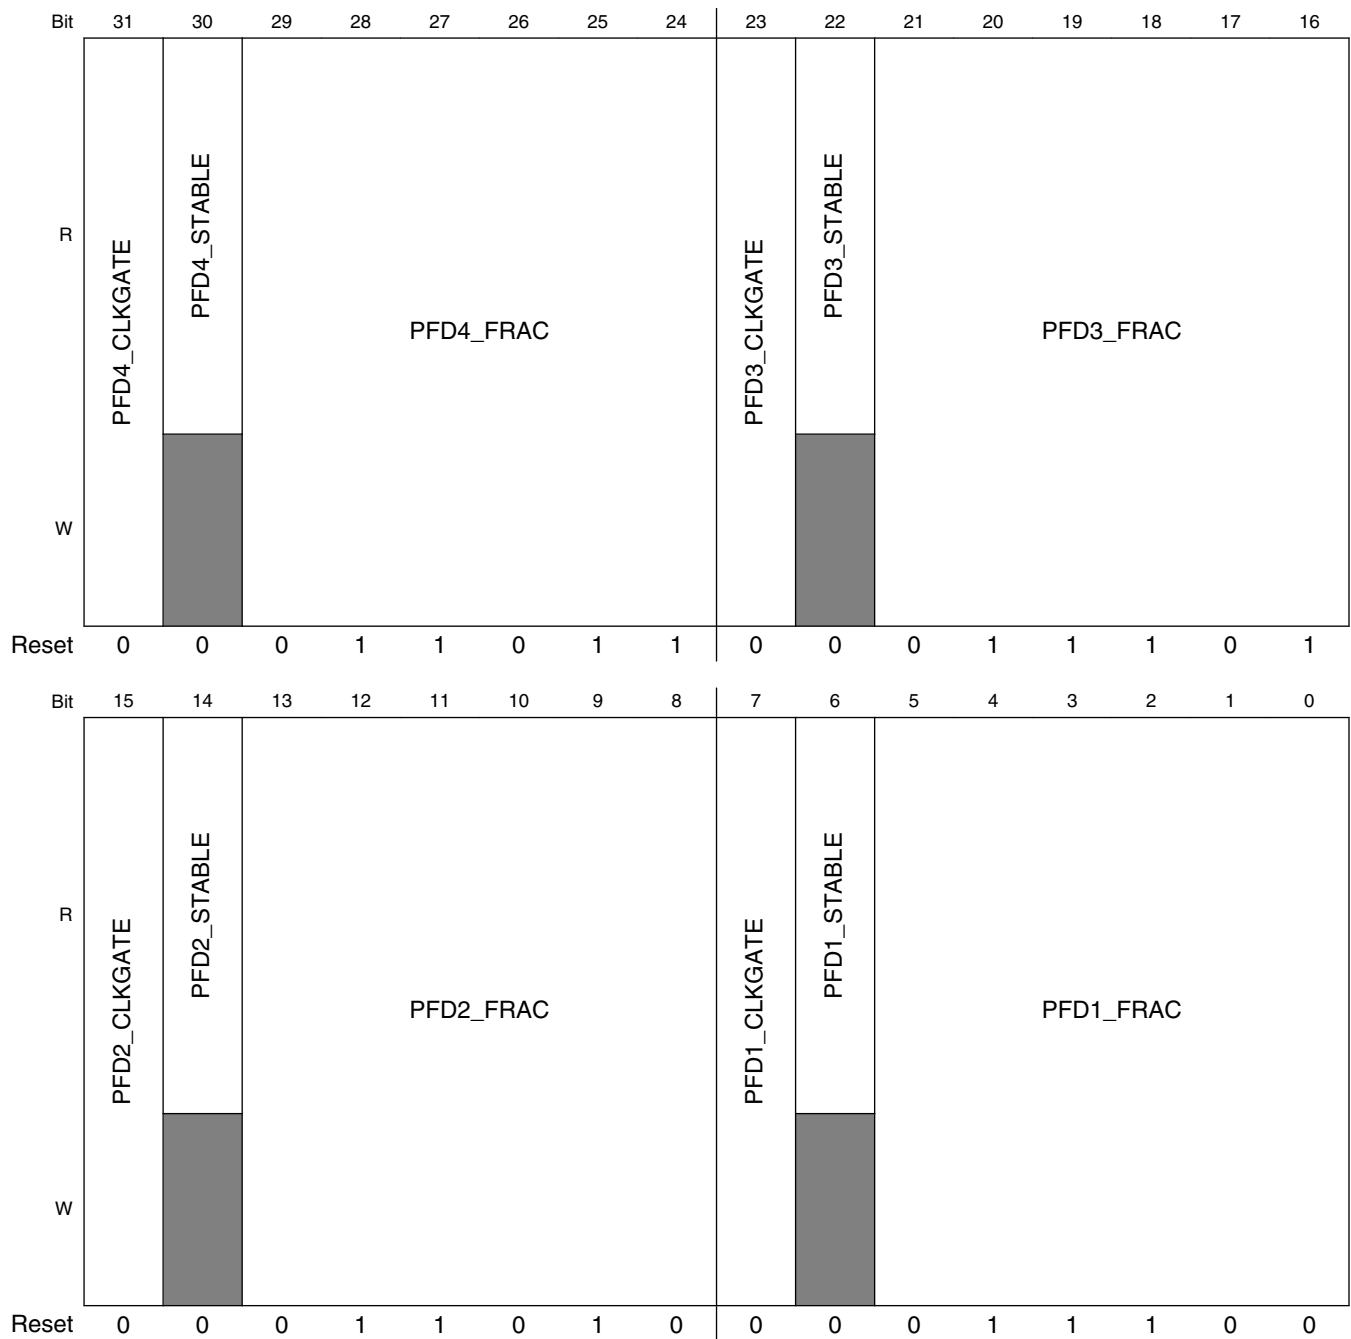 Bit 31 30 29 28 27 26 25 24 23 22 21 20 19 18 17 16
R
PFD4_CLKGATE
PFD4_STABLE
PFD4_FRAC
PFD3_CLKGATE
PFD3_STABLE
PFD3_FRAC
W
Reset 0 0 0 1 1 0 1 1 0 0 0 1 1 1 0 1
Bit 15 14 13 12 11 10 9 8 7 6 5 4 3 2 1 0
R
PFD2_CLKGATE
PFD2_STABLE
PFD2_FRAC
PFD1_CLKGATE
PFD1_STABLE
PFD1_FRAC
W
Reset 0 0 0 1 1 0 1 0 0 0 0 1 1 1 0 0